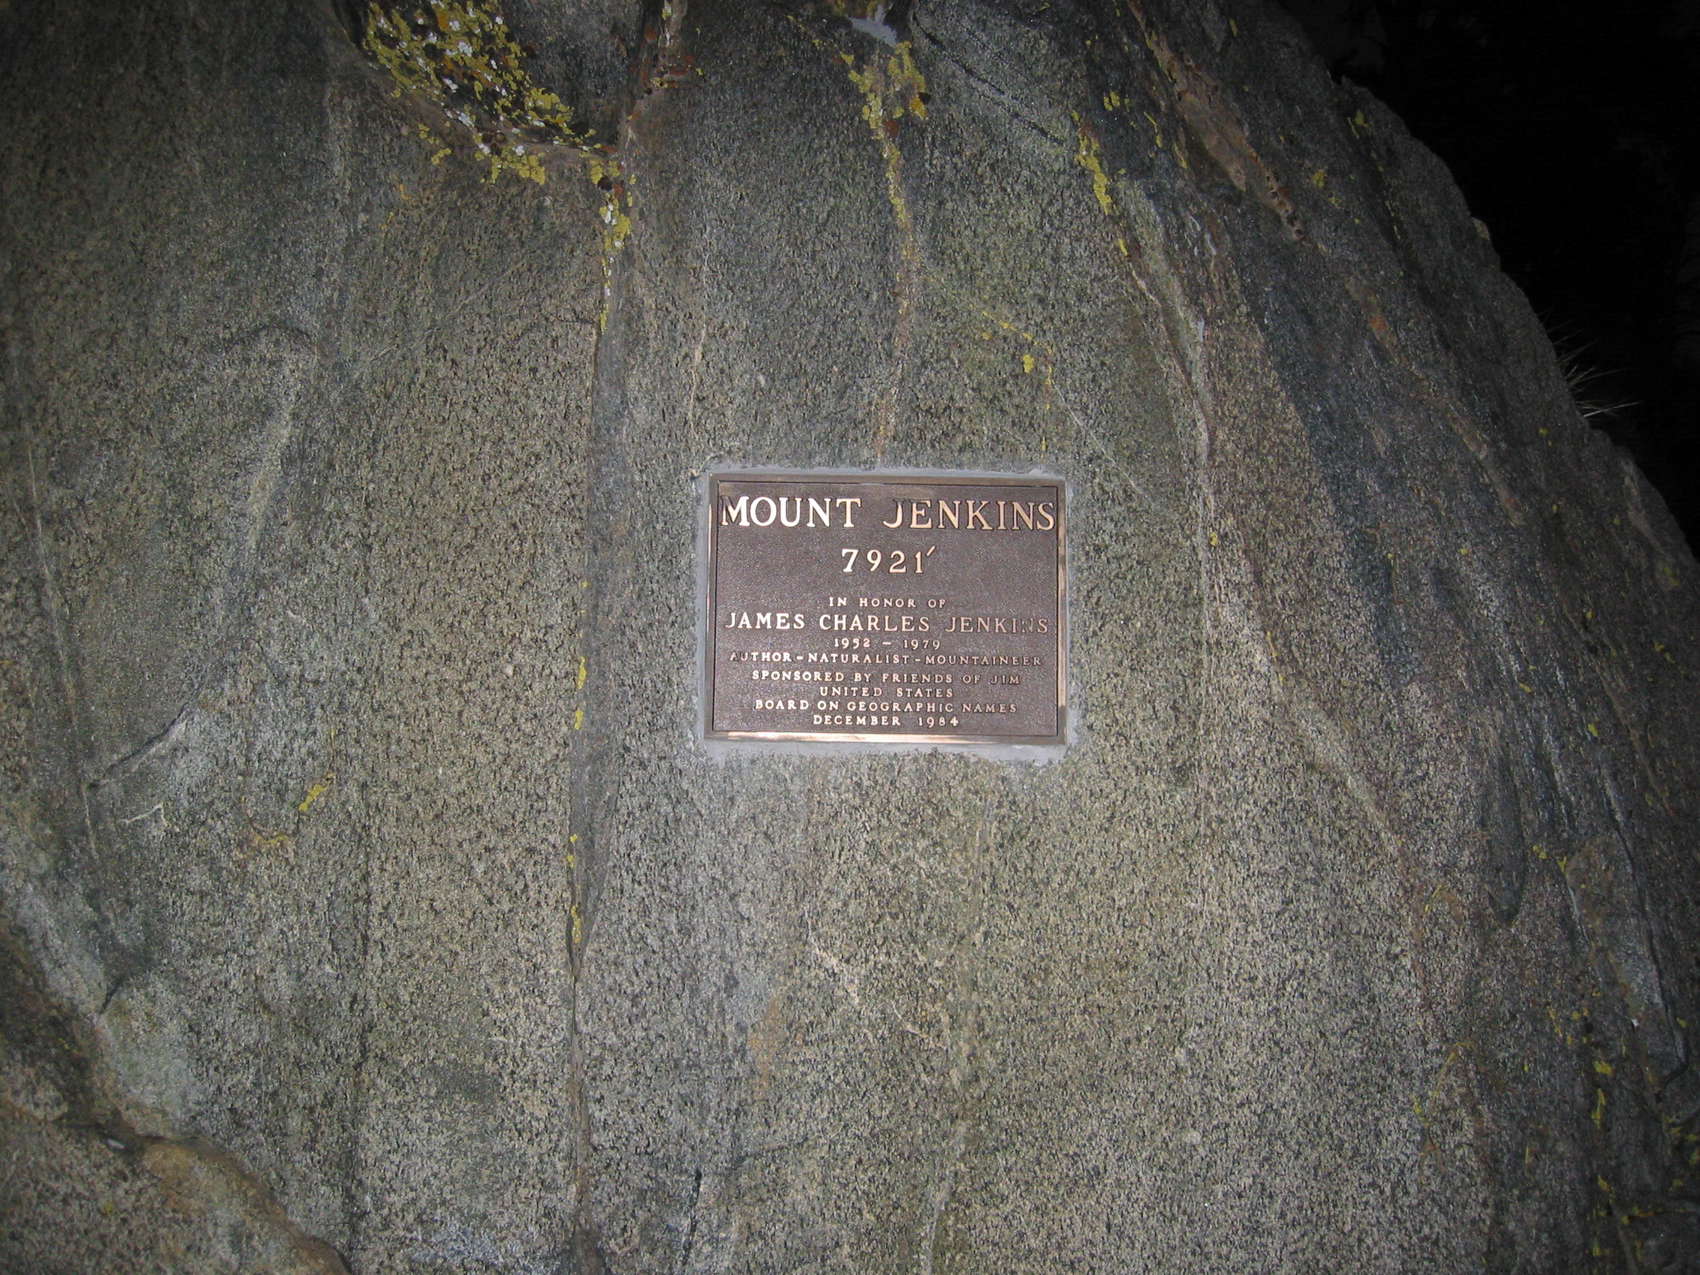 MOUNT JENKINS
7921'
IN HONOR OF
JAMES CHARLES JENKINS
1952 - 1979
AUTHOR-NATURALIST-MOUNTAINEER
SPONSORED BY FRIENDS OF JIM
UNITED STATES
BOARD ON GEOGRAPHIC NAMES
DECEMBER 1984